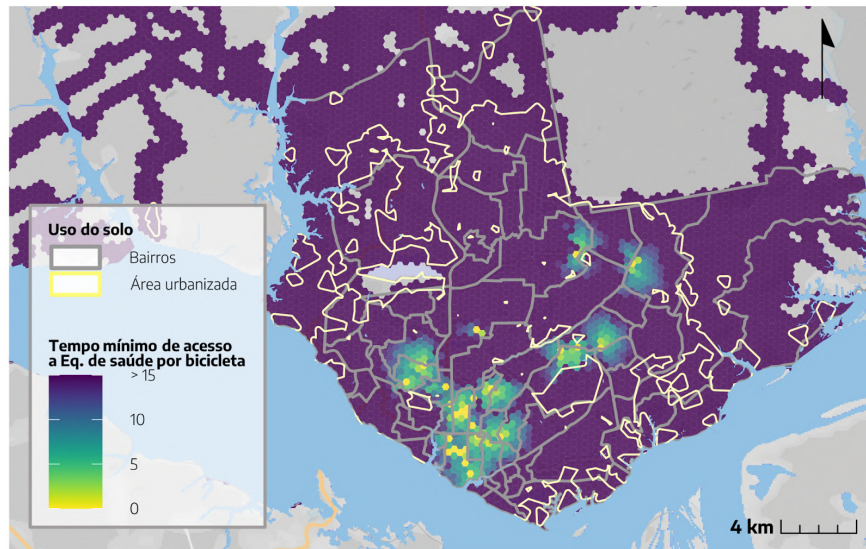 Uso do solo
Bairros
Área urbanizada
Tempo mínimo de acesso
a Eq. de saúde por bicicleta
> 15
10
5
0
4 km